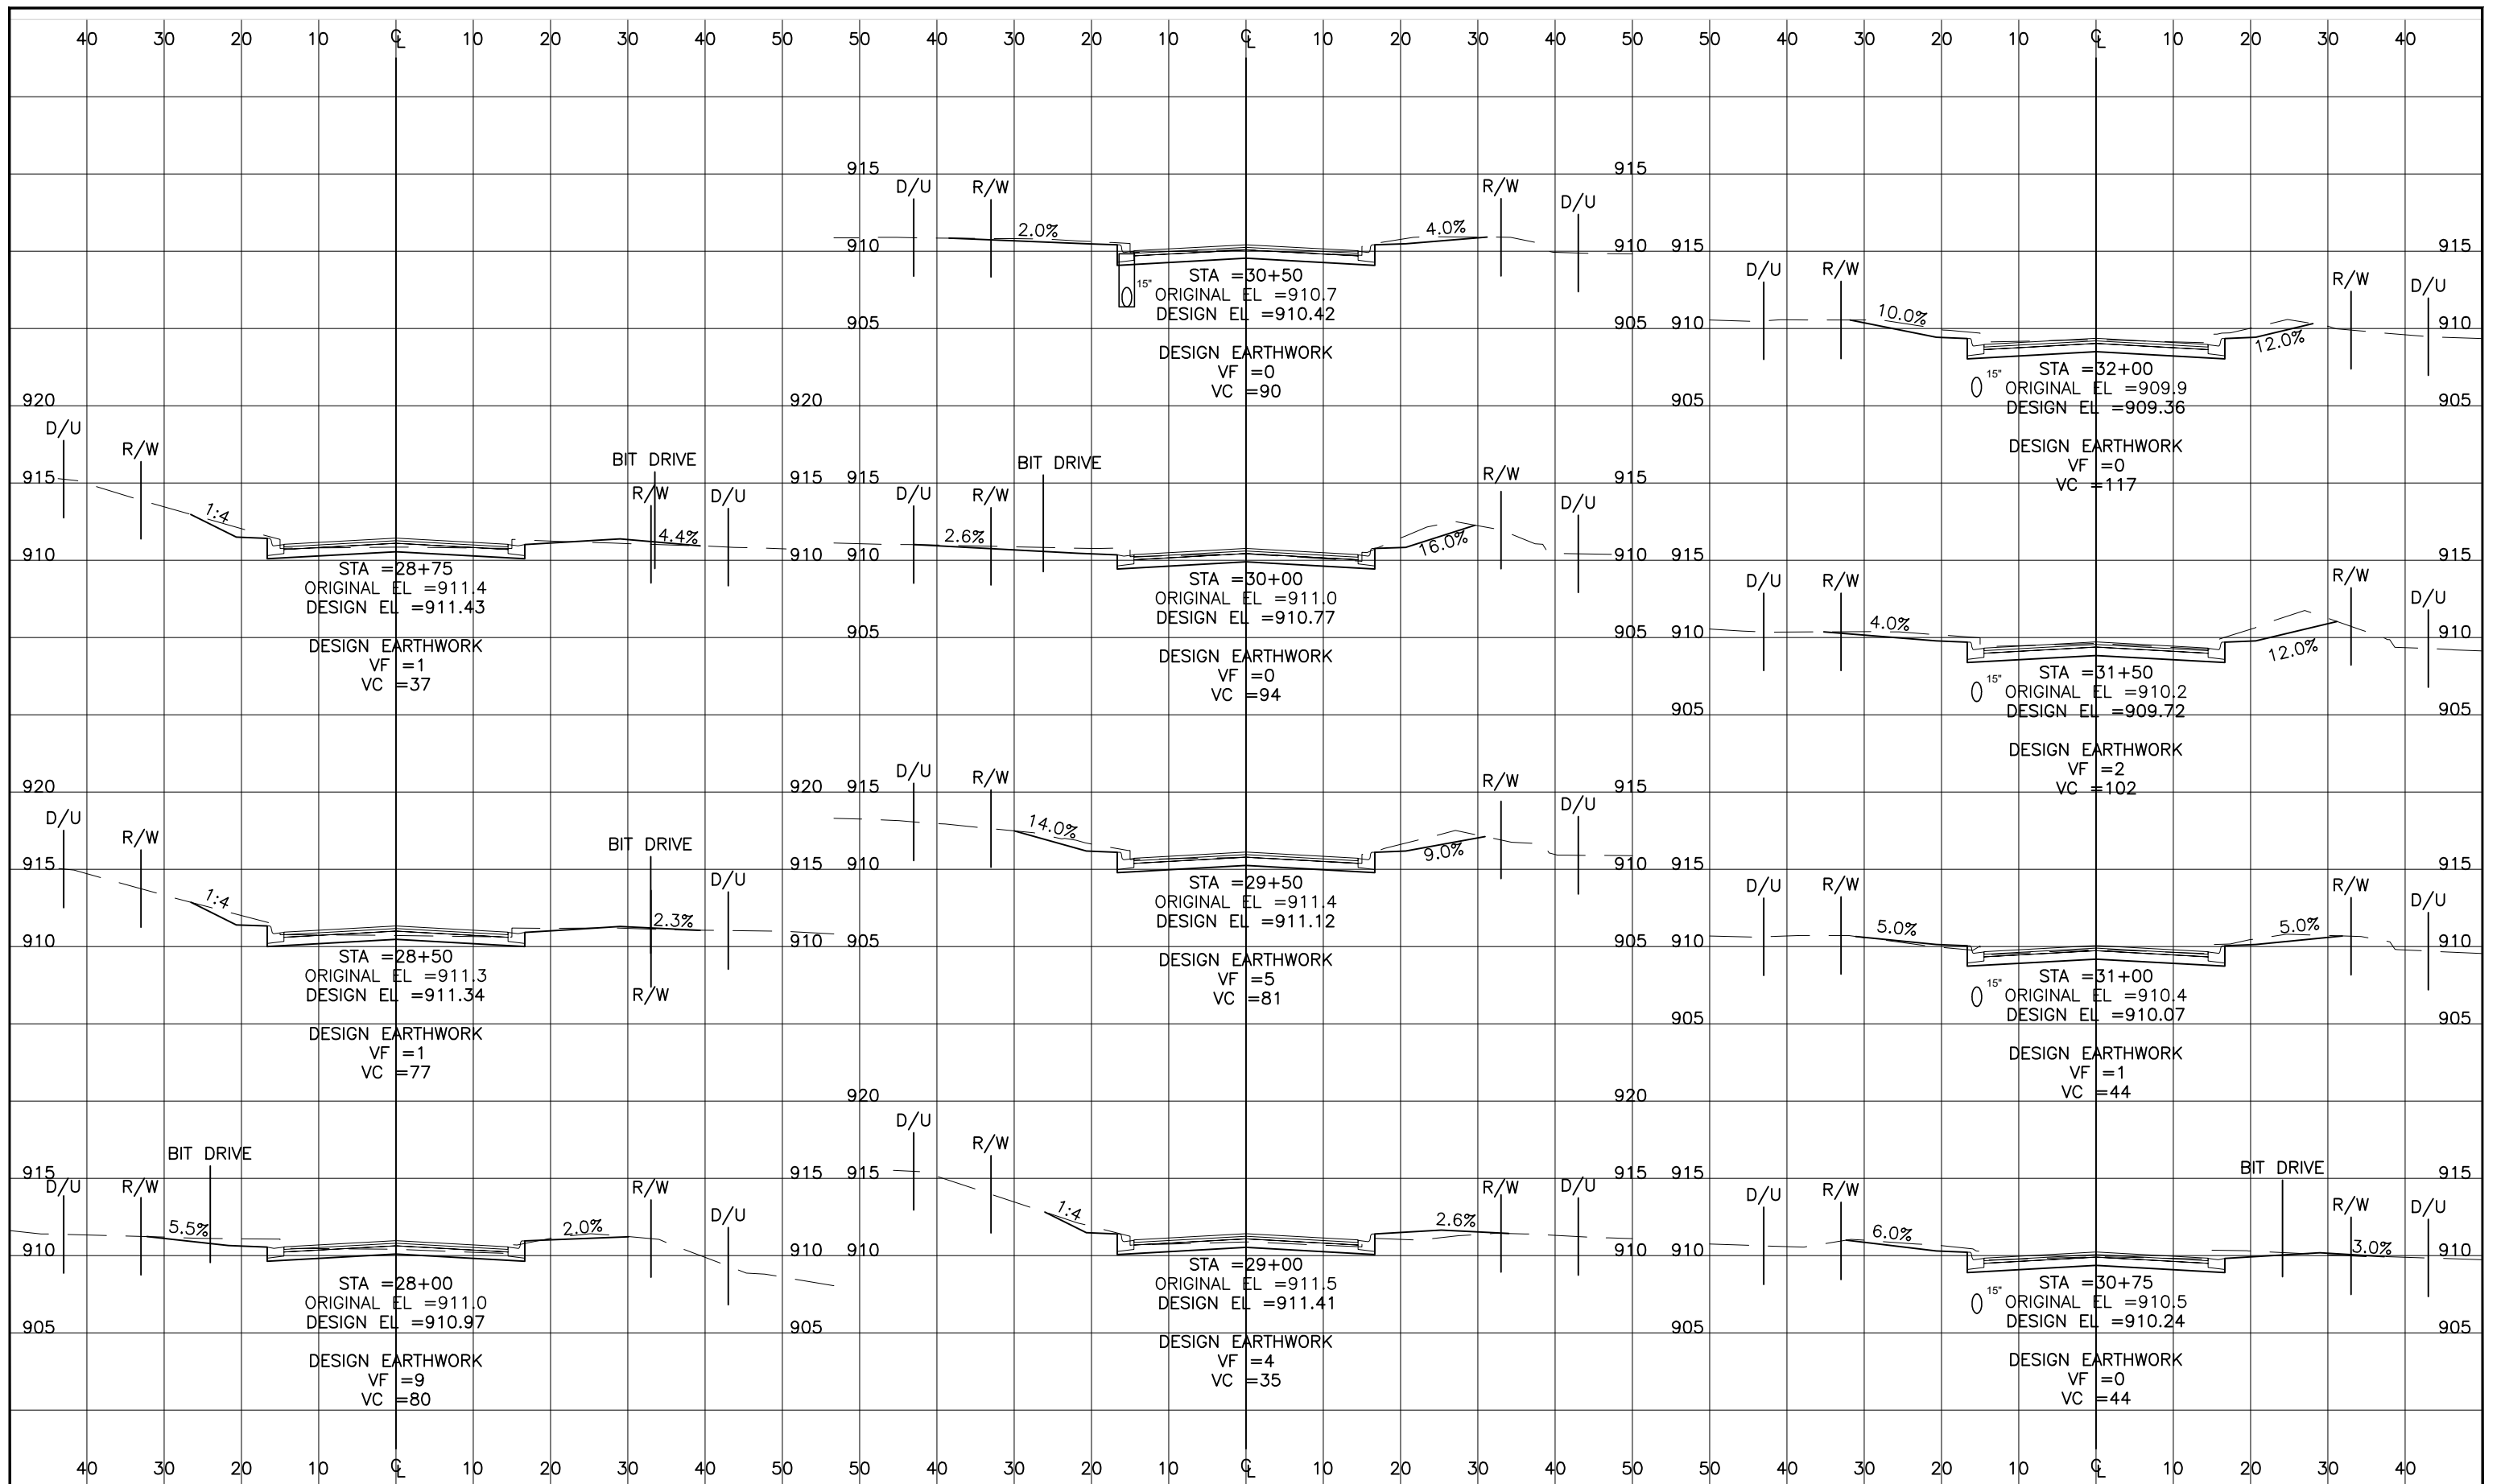 40 30 20 10 CL 10 20 30 40 50 50 40 30 20 10 CL 10 20 30 40 50 50 40 30 20 10 CL 10 20 30 40
920 920
D/U R/W BIT DRIVE R/W D/U
915 915
1:4 4.4%
910 910
STA =28+75
ORIGINAL EL =911.4
DESIGN EL =911.43
DESIGN EARTHWORK
VF =1
VC =37
920 920
D/U R/W BIT DRIVE D/U
915 915
1:4 2.3%
910 910
STA =28+50
ORIGINAL EL =911.3
DESIGN EL =911.34
R/W
DESIGN EARTHWORK
VF =1
VC =77
BIT DRIVE
915 915
D/U R/W R/W D/U
5.5% 2.0%
910 910
STA =28+00
ORIGINAL EL =911.0
DESIGN EL =910.97
905 905
DESIGN EARTHWORK
VF =9
VC =80
915 915
D/U R/W R/W D/U
2.0% 4.0%
910 910
STA =30+50
15" ORIGINAL EL =910.7
DESIGN EL =910.42
905 905
DESIGN EARTHWORK
VF =0
VC =90
BIT DRIVE
915 915
D/U R/W R/W D/U
2.6% 16.0%
910 910
STA =30+00
ORIGINAL EL =911.0
DESIGN EL =910.77
905 905
DESIGN EARTHWORK
VF =0
VC =94
50 915
D/U R/W R/W D/U
14.0% 9.0%
910 910
STA =29+50
ORIGINAL EL =911.4
DESIGN EL =911.12
905 905
DESIGN EARTHWORK
VF =5
VC =81
920 920
D/U R/W R/W D/U
915 50 915
1:4 2.6%
910 910
STA =29+00
ORIGINAL EL =911.5
DESIGN EL =911.41
DESIGN EARTHWORK
VF =4
VC =35
915 915
D/U R/W R/W D/U
10.0% 12.0%
910 910
STA =32+00
15" ORIGINAL EL =909.9
DESIGN EL =909.36
905 905
DESIGN EARTHWORK
VF =0
VC =117
915 915
D/U R/W R/W D/U
4.0% 12.0%
910 910
STA =31+50
15" ORIGINAL EL =910.2
DESIGN EL =909.72
905 905
DESIGN EARTHWORK
VF =2
VC =102
915 915
D/U R/W R/W D/U
5.0% 5.0%
910 910
STA =31+00
15" ORIGINAL EL =910.4
DESIGN EL =910.07
905 905
DESIGN EARTHWORK
VF =1
VC =44
BIT DRIVE
915 915
D/U R/W R/W D/U
6.0% 3.0%
910 910
STA =30+75
15" ORIGINAL EL =910.5
DESIGN EL =910.24
905 905
DESIGN EARTHWORK
VF =0
VC =44
40 30 20 10 CL 10 20 30 40 50 50 40 30 20 10 CL 10 20 30 40 50 50 40 30 20 10 CL 10 20 30 40